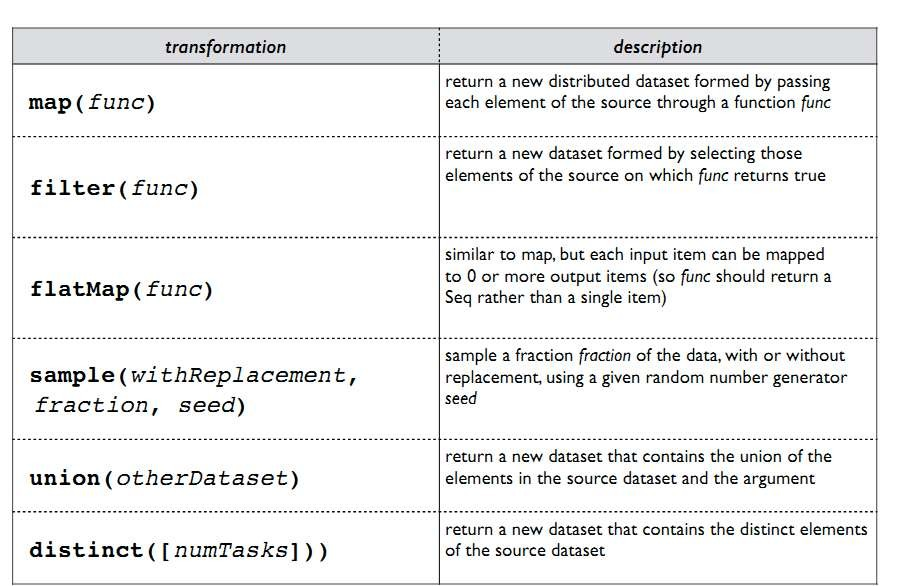 transformation
description
map(func)
return a new distributed dataset formed by passing
each element of the source through a function func
filter(func)
return a new dataset formed by selecting those
elements of the source on which func returns true
flatMap(func)
similar to map, but each input item can be mapped
to 0 or more output items (so func should return a
Seq rather than a single item)
sample(withReplacement,
fraction, seed)
sample a fraction fraction of the data, with or without
replacement, using a given random number generator
seed
union(otherDataset)
return a new dataset that contains the union of the
elements in the source dataset and the argument
distinct([numTasks]))
return a new dataset that contains the distinct elements
of the source dataset